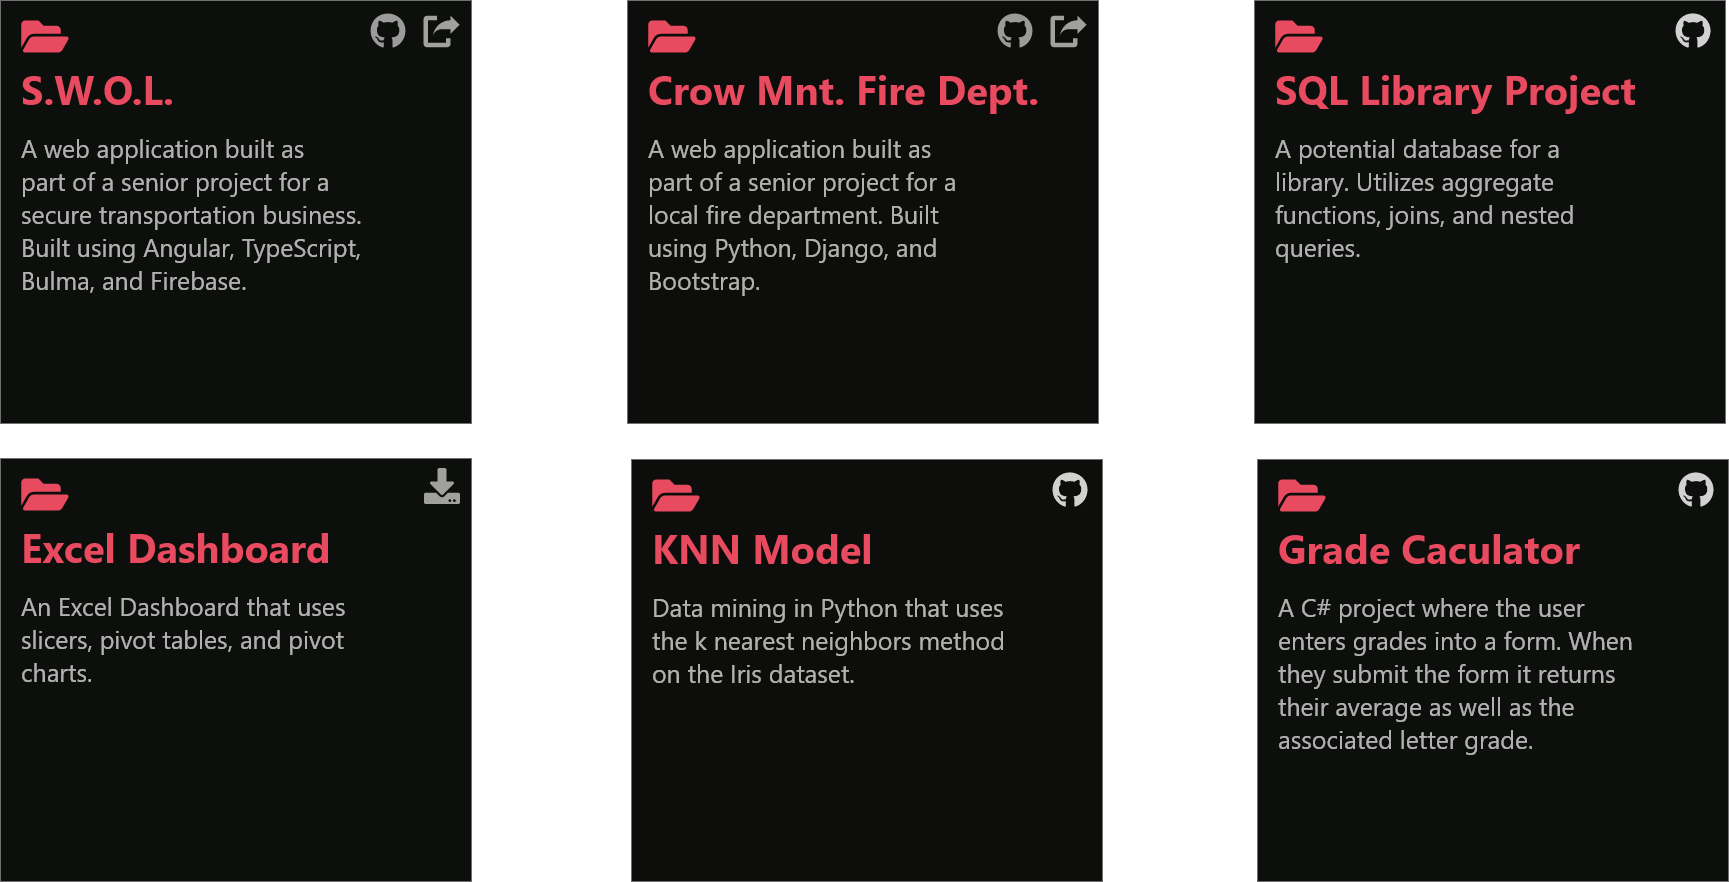 S.W.O.L.
A web application built as
part of a senior project for a
secure transportation business.
Built using Angular, TypeScript,
Bulma, and Firebase.
Crow Mnt. Fire Dept.
A web application built as
part of a senior project for a
local fire department. Built
using Python, Django, and
Bootstrap.
SQL Library Project
A potential database for a
library. Utilizes aggregate
functions, joins, and nested
queries.
Excel Dashboard
An Excel Dashboard that uses
slicers, pivot tables, and pivot
charts.
KNN Model
Data mining in Python that uses
the k nearest neighbors method
on the Iris dataset.
Grade Caculator
A C# project where the user
enters grades into a form. When
they submit the form it returns
their average as well as the
associated letter grade.